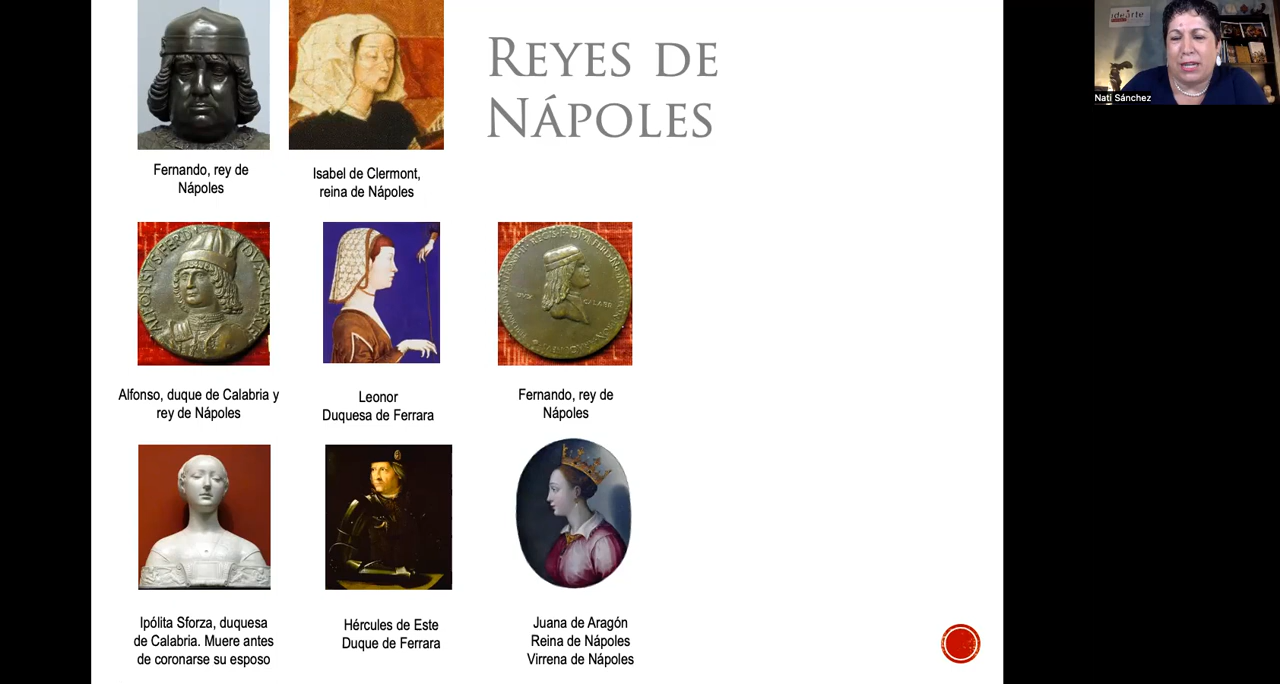 REYES DE
NÁPOLES
idearte
Nati Sánchez
Fernando, rey de
Nápoles
Isabel de Clermont,
reina de Nápoles
Alfonso, duque de Calabria y
rey de Nápoles
Leonor
Duquesa de Ferrara
Fernando, rey de
Nápoles
Ipólita Sforza, duquesa
de Calabria. Muere antes
de coronarse su esposo
Hércules de Este
Duque de Ferrara
Juana de Aragón
Reina de Nápoles
Virrena de Nápoles